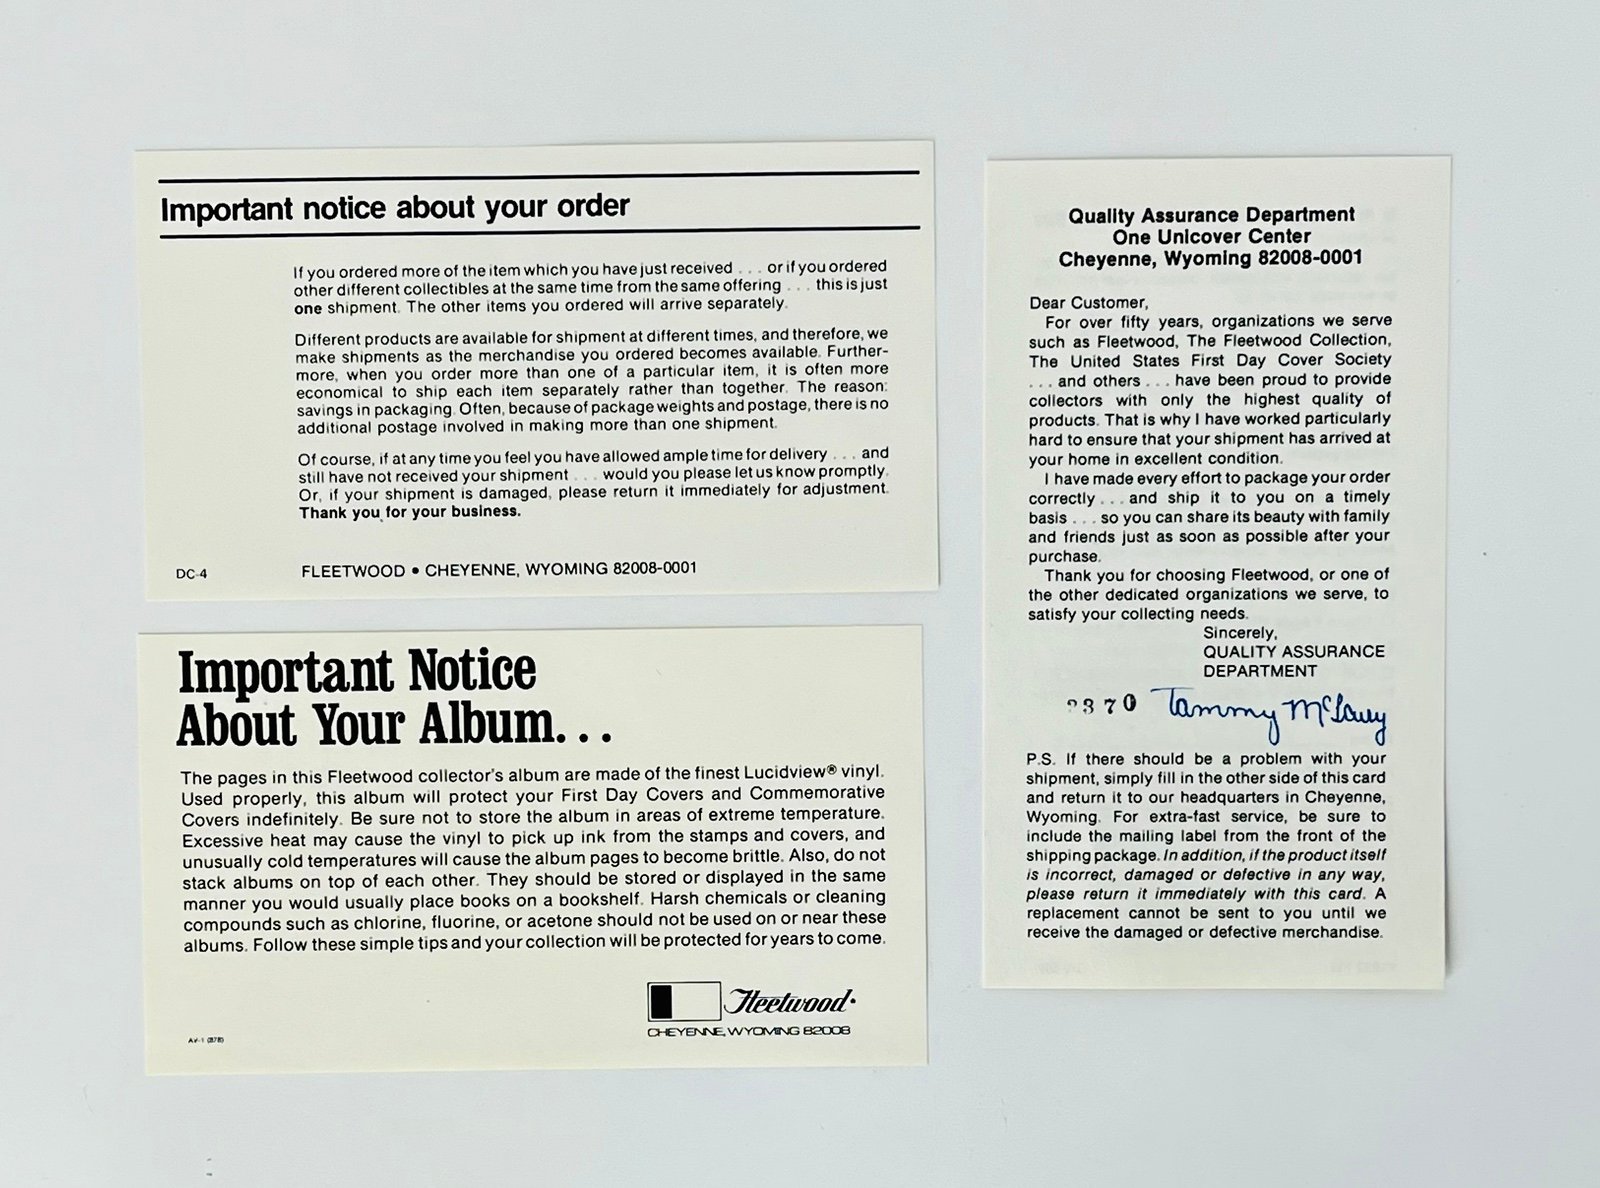 Important notice about your order
If you ordered more of the item which you have just received . . . or if you ordered
other different collectibles at the same time from the same offering . . . this is just
one shipment. The other items you ordered will arrive separately.
Different products are available for shipment at different times, and therefore, we
make shipments as the merchandise you ordered becomes available. Further-
more, when you order more than one of a particular item, it is often more
economical to ship each item separately rather than together. The reason:
savings in packaging. Often, because of package weights and postage, there is no
additional postage involved in making more than one shipment.
Of course, if at any time you feel you have allowed ample time for delivery . . . and
still have not received your shipment . . . would you please let us know promptly.
Or, if your shipment is damaged, please return it immediately for adjustment.
Thank you for your business.
DC-4
FLEETWOOD • CHEYENNE, WYOMING 82008-0001
Important Notice
About Your Album. . .
The pages in this Fleetwood collector's album are made of the finest Lucidview® vinyl.
Used properly, this album will protect your First Day Covers and Commemorative
Covers indefinitely. Be sure not to store the album in areas of extreme temperature.
Excessive heat may cause the vinyl to pick up ink from the stamps and covers, and
unusually cold temperatures will cause the album pages to become brittle. Also, do not
stack albums on top of each other. They should be stored or displayed in the same
manner you would usually place books on a bookshelf. Harsh chemicals or cleaning
compounds such as chlorine, fluorine, or acetone should not be used on or near these
albums. Follow these simple tips and your collection will be protected for years to come.
Fleetwood
CHEYENNE, WYOMING 82008
AV-1 (878)
Quality Assurance Department
One Unicover Center
Cheyenne, Wyoming 82008-0001
Dear Customer,
For over fifty years, organizations we serve
such as Fleetwood, The Fleetwood Collection,
The United States First Day Cover Society
. . . and others . . . have been proud to provide
collectors with only the highest quality of
products. That is why I have worked particularly
hard to ensure that your shipment has arrived at
your home in excellent condition.
I have made every effort to package your order
correctly . . . and ship it to you on a timely
basis . . . so you can share its beauty with family
and friends just as soon as possible after your
purchase.
Thank you for choosing Fleetwood, or one of
the other dedicated organizations we serve, to
satisfy your collecting needs.
Sincerely,
QUALITY ASSURANCE
DEPARTMENT
370 Tammy
P.S. If there should be a problem with your
shipment, simply fill in the other side of this card
and return it to our headquarters in Cheyenne,
Wyoming. For extra-fast service, be sure to
include the mailing label from the front of the
shipping package. In addition, if the product itself
is incorrect, damaged or defective in any way,
please return it immediately with this card. A
replacement cannot be sent to you until we
receive the damaged or defective merchandise.